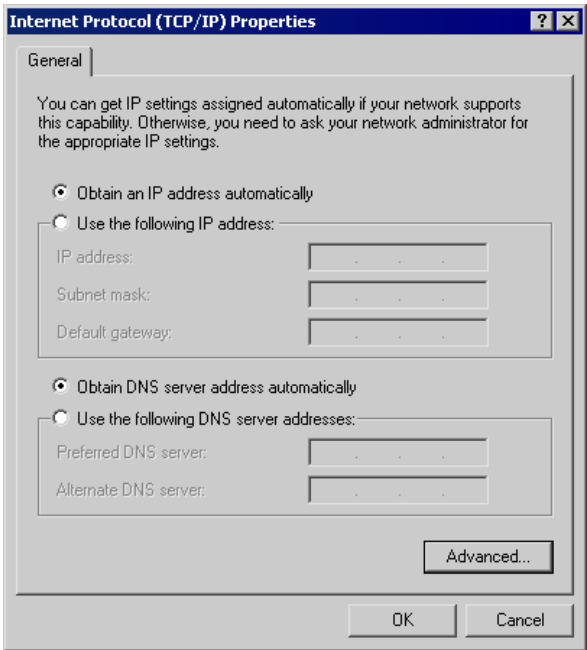 Internet Protocol (TCP/IP) Properties
General
You can get IP settings assigned automatically if your network supports
this capability. Otherwise, you need to ask your network administrator for
the appropriate IP settings.
Obtain an IP address automatically
Use the following IP address:
IP address:
Subnet mask:
Default gateway:
Obtain DNS server address automatically
Use the following DNS server addresses:
Preferred DNS server:
Alternate DNS server:
Advanced...
OK Cancel